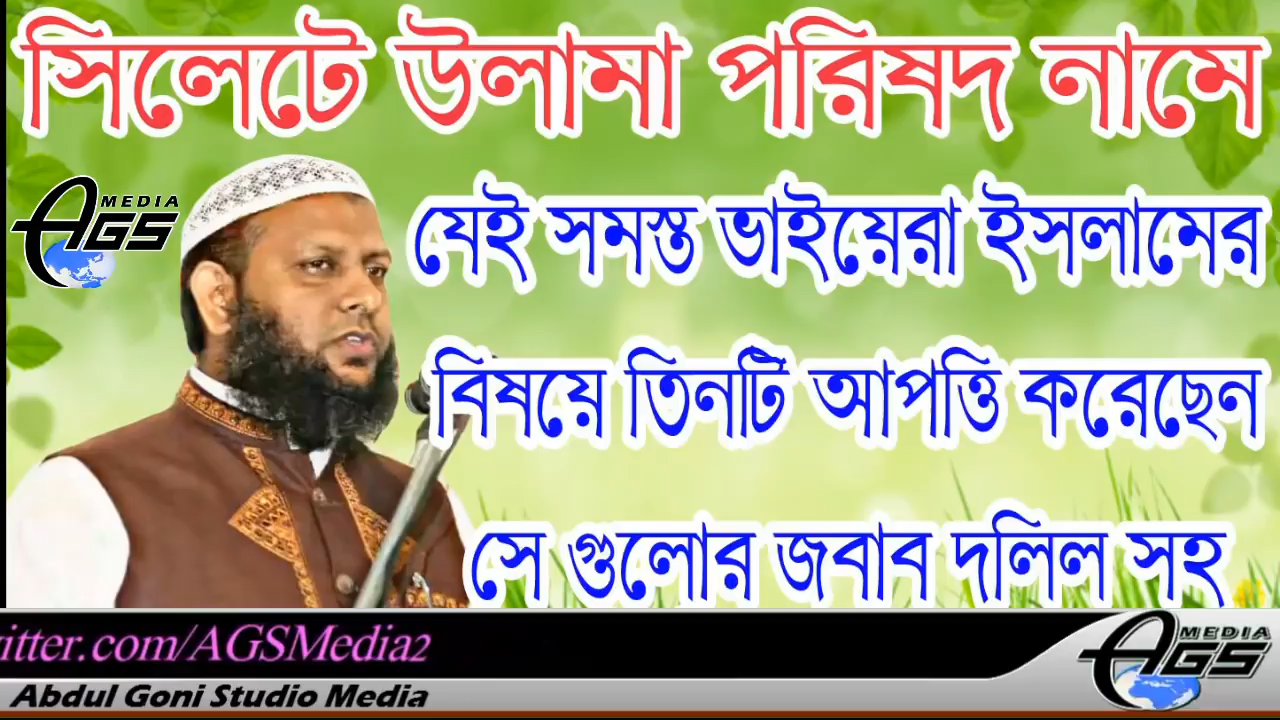 সিলেটে উলামা পরিষদ নামে
যেই সমস্ত ভাইয়েরা ইসলামের
বিষয়ে তিনটি আপত্তি করেছেন
সে গুলোর জবাব দলিল সহ
AGS MEDIA
itter.com/AGSMedia2
Abdul Goni Studio Media
AGS MEDIA